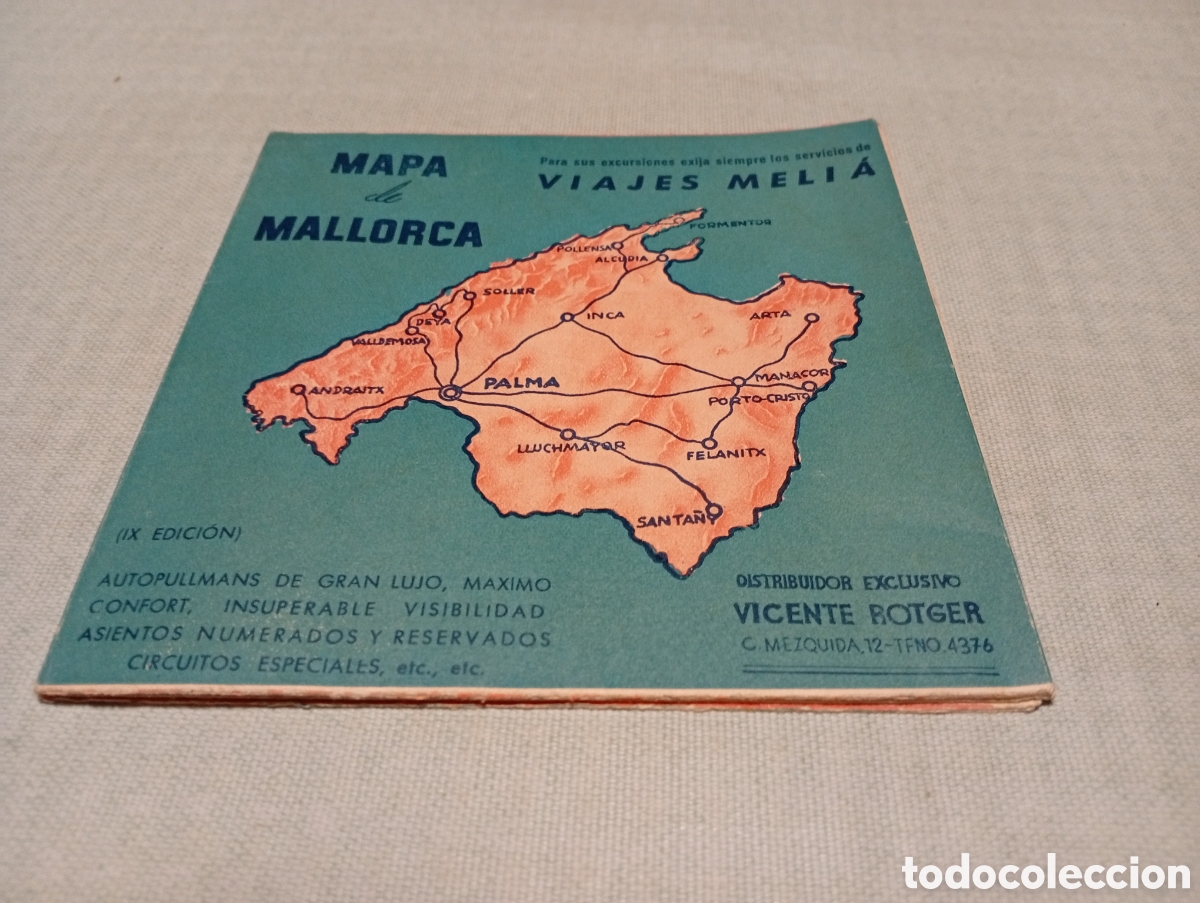 MAPA
de
MALLORCA
Para sus excursiones exija siempre los servicios de
VIAJES MELIÁ
FORMENTOR
POLLENSA
ALCUDIA
SOLLER
DEYA
INCA
ARTA
VALLDEMOSA
ANDRAITX
PALMA
MANACOR
PORTO-CRISTO
LLUCHMAYOR
FELANITX
SANTAÑY
(IX EDICIÓN)
AUTOPULLMANS DE GRAN LUJO, MAXIMO
CONFORT, INSUPERABLE VISIBILIDAD
ASIENTOS NUMERADOS Y RESERVADOS
CIRCUITOS ESPECIALES, etc., etc.
DISTRIBUIDOR EXCLUSIVO
VICENTE ROTGER
C. MEZQUIDA, 12-TFNO. 4376
todocoleccion